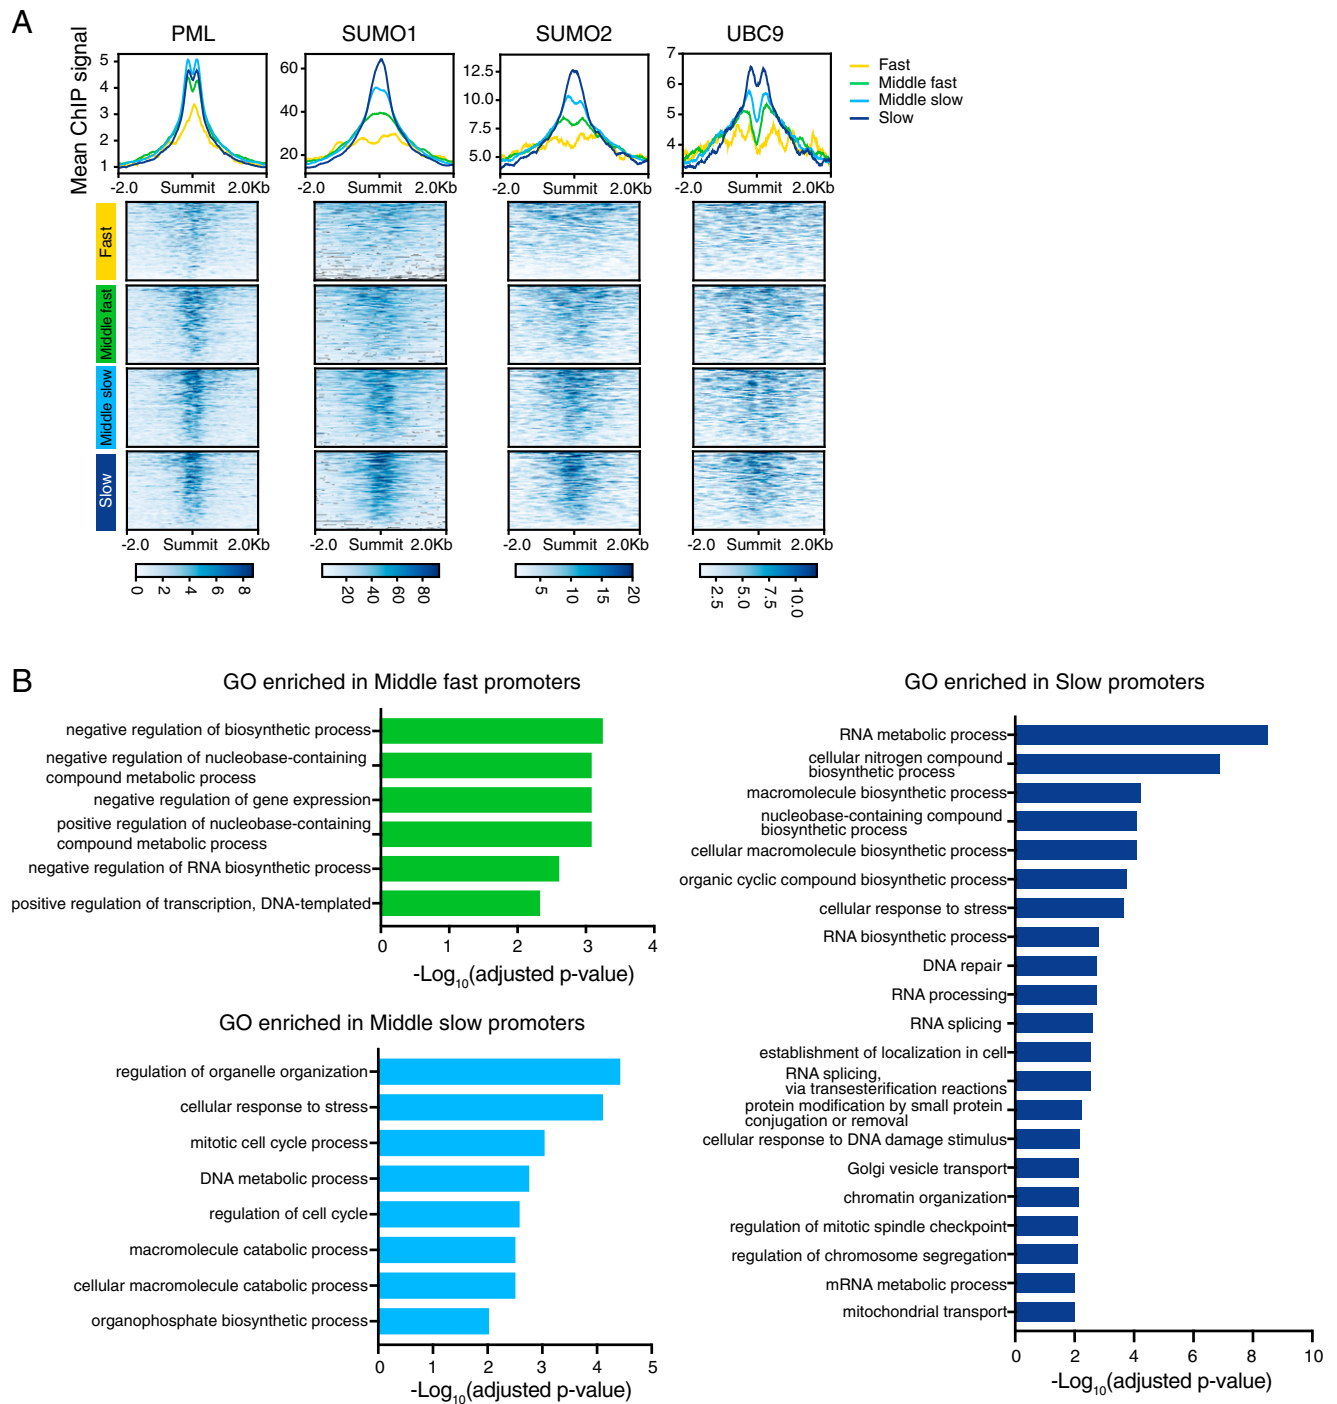 A
PML
SUMO1
SUMO2
UBC9
Mean ChIP signal
5
4
3
2
1
60
40
20
12.5
10.0
7.5
5.0
7
6
5
4
Fast
Middle fast
Middle slow
Slow
-2.0 Summit 2.0Kb
-2.0 Summit 2.0Kb
-2.0 Summit 2.0Kb
-2.0 Summit 2.0Kb
Fast
Middle fast
Middle slow
Slow
-2.0 Summit 2.0Kb
-2.0 Summit 2.0Kb
-2.0 Summit 2.0Kb
-2.0 Summit 2.0Kb
0 2 4 6 8
20 40 60 80
5 10 15 20
2.5 5.0 7.5 10.0
B
GO enriched in Middle fast promoters
negative regulation of biosynthetic process
negative regulation of nucleobase-containing
compound metabolic process
negative regulation of gene expression
positive regulation of nucleobase-containing
compound metabolic process
negative regulation of RNA biosynthetic process
positive regulation of transcription, DNA-templated
0 1 2 3 4
-Log10(adjusted p-value)
GO enriched in Middle slow promoters
regulation of organelle organization
cellular response to stress
mitotic cell cycle process
DNA metabolic process
regulation of cell cycle
macromolecule catabolic process
cellular macromolecule catabolic process
organophosphate biosynthetic process
0 1 2 3 4 5
-Log10(adjusted p-value)
GO enriched in Slow promoters
RNA metabolic process
cellular nitrogen compound
biosynthetic process
macromolecule biosynthetic process
nucleobase-containing compound
biosynthetic process
cellular macromolecule biosynthetic process
organic cyclic compound biosynthetic process
cellular response to stress
RNA biosynthetic process
DNA repair
RNA processing
RNA splicing
establishment of localization in cell
RNA splicing,
via transesterification reactions
protein modification by small protein
conjugation or removal
cellular response to DNA damage stimulus
Golgi vesicle transport
chromatin organization
regulation of mitotic spindle checkpoint
regulation of chromosome segregation
mRNA metabolic process
mitochondrial transport
0 2 4 6 8 10
-Log10(adjusted p-value)